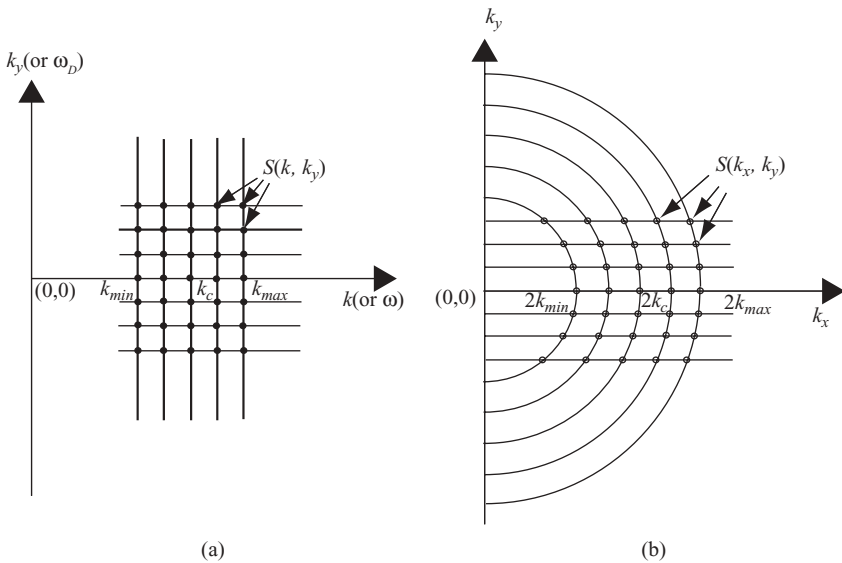 k_y(or ω_D)
S(k, k_y)
(0,0)
k_min
k_c
k_max
k(or ω)
(a)
k_y
S(k_x, k_y)
(0,0)
2k_min
2k_c
2k_max
k_x
(b)